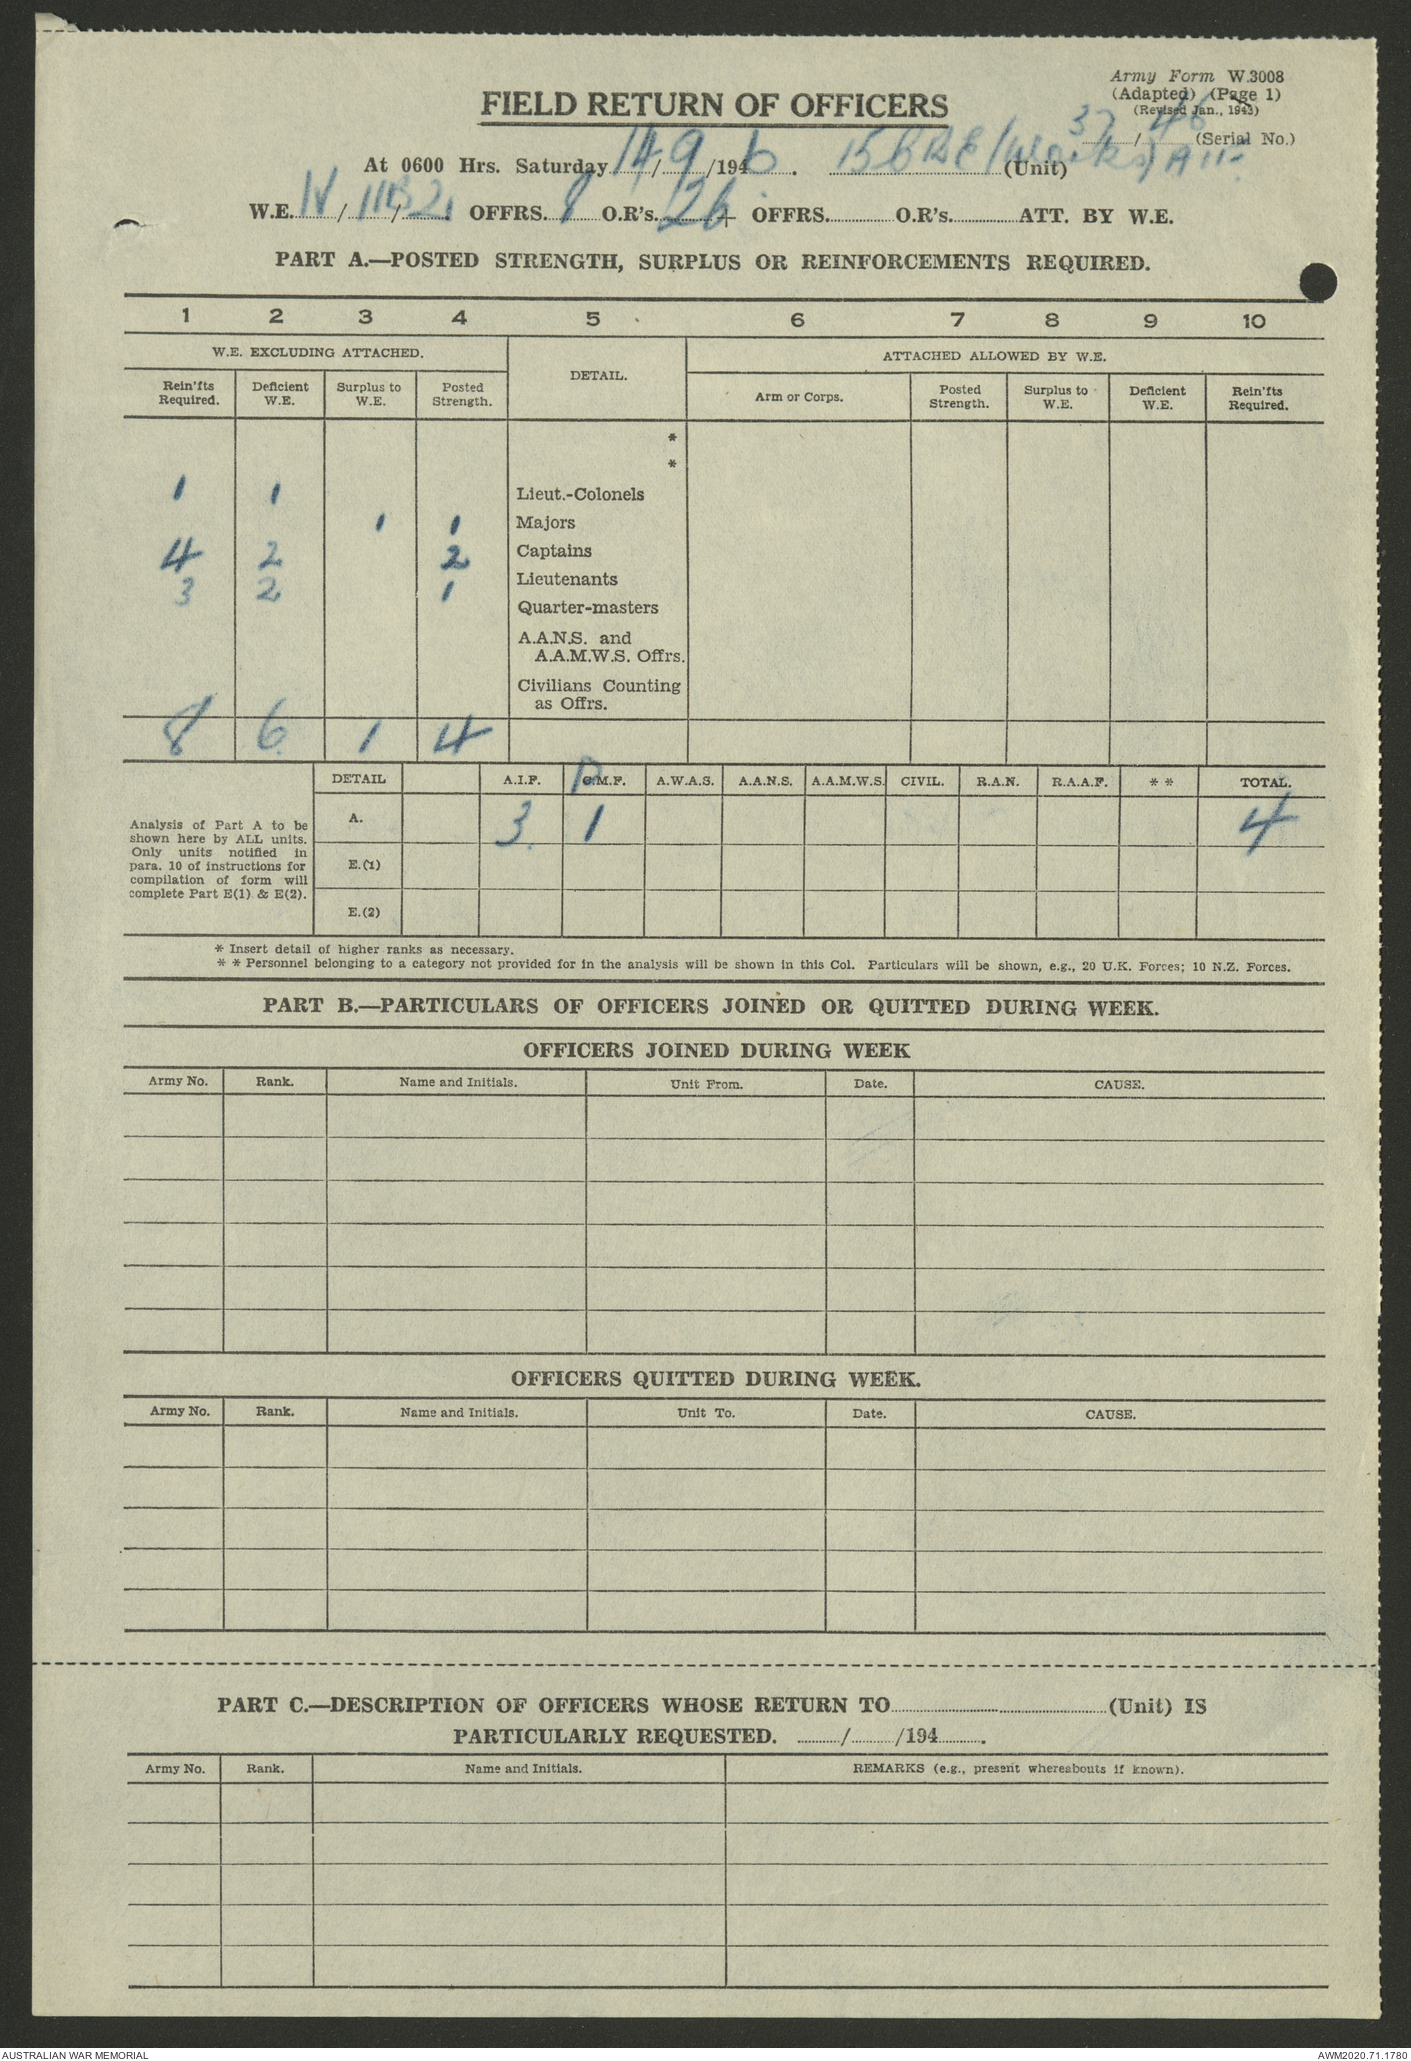 Army Form W.3008
(Adapted) (Page 1)
(Revised Jan., 1943)
37/46 (Serial No.)
FIELD RETURN OF OFFICERS
At 0600 Hrs. Saturday 14/9/1946. 15 C R E (Works) A (Unit)
W.E. IV/11B/2 OFFRS. 8 O.R's. 26 + OFFRS. O.R's. ATT. BY W.E.
PART A.—POSTED STRENGTH, SURPLUS OR REINFORCEMENTS REQUIRED.
1 2 3 4 5 6 7 8 9 10
W.E. EXCLUDING ATTACHED. DETAIL. ATTACHED ALLOWED BY W.E.
Rein'fts Required. Deficient W.E. Surplus to W.E. Posted Strength. Arm or Corps. Posted Strength. Surplus to W.E. Deficient W.E. Rein'fts Required.
*
*
1 1 Lieut.-Colonels
1 1 Majors
4 2 2 Captains
3 2 1 Lieutenants
Quarter-masters
A.A.N.S. and
A.A.M.W.S. Offrs.
Civilians Counting
as Offrs.
8 6 1 4
DETAIL A.I.F. P C.M.F. A.W.A.S. A.A.N.S. A.A.M.W.S. CIVIL. R.A.N. R.A.A.F. * * TOTAL.
A. 3 1 4
Analysis of Part A to be
shown here by ALL units.
Only units notified in
para. 10 of instructions for
compilation of form will
complete Part E(1) & E(2).
E.(1)
E.(2)
* Insert detail of higher ranks as necessary.
* * Personnel belonging to a category not provided for in the analysis will be shown in this Col. Particulars will be shown, e.g., 20 U.K. Forces; 10 N.Z. Forces.
PART B.—PARTICULARS OF OFFICERS JOINED OR QUITTED DURING WEEK.
OFFICERS JOINED DURING WEEK
Army No. Rank. Name and Initials. Unit From. Date. CAUSE.
OFFICERS QUITTED DURING WEEK.
Army No. Rank. Name and Initials. Unit To. Date. CAUSE.
PART C.—DESCRIPTION OF OFFICERS WHOSE RETURN TO (Unit) IS
PARTICULARLY REQUESTED. / /194 .
Army No. Rank. Name and Initials. REMARKS (e.g., present whereabouts if known).
AUSTRALIAN WAR MEMORIAL AWM2020.71.1780